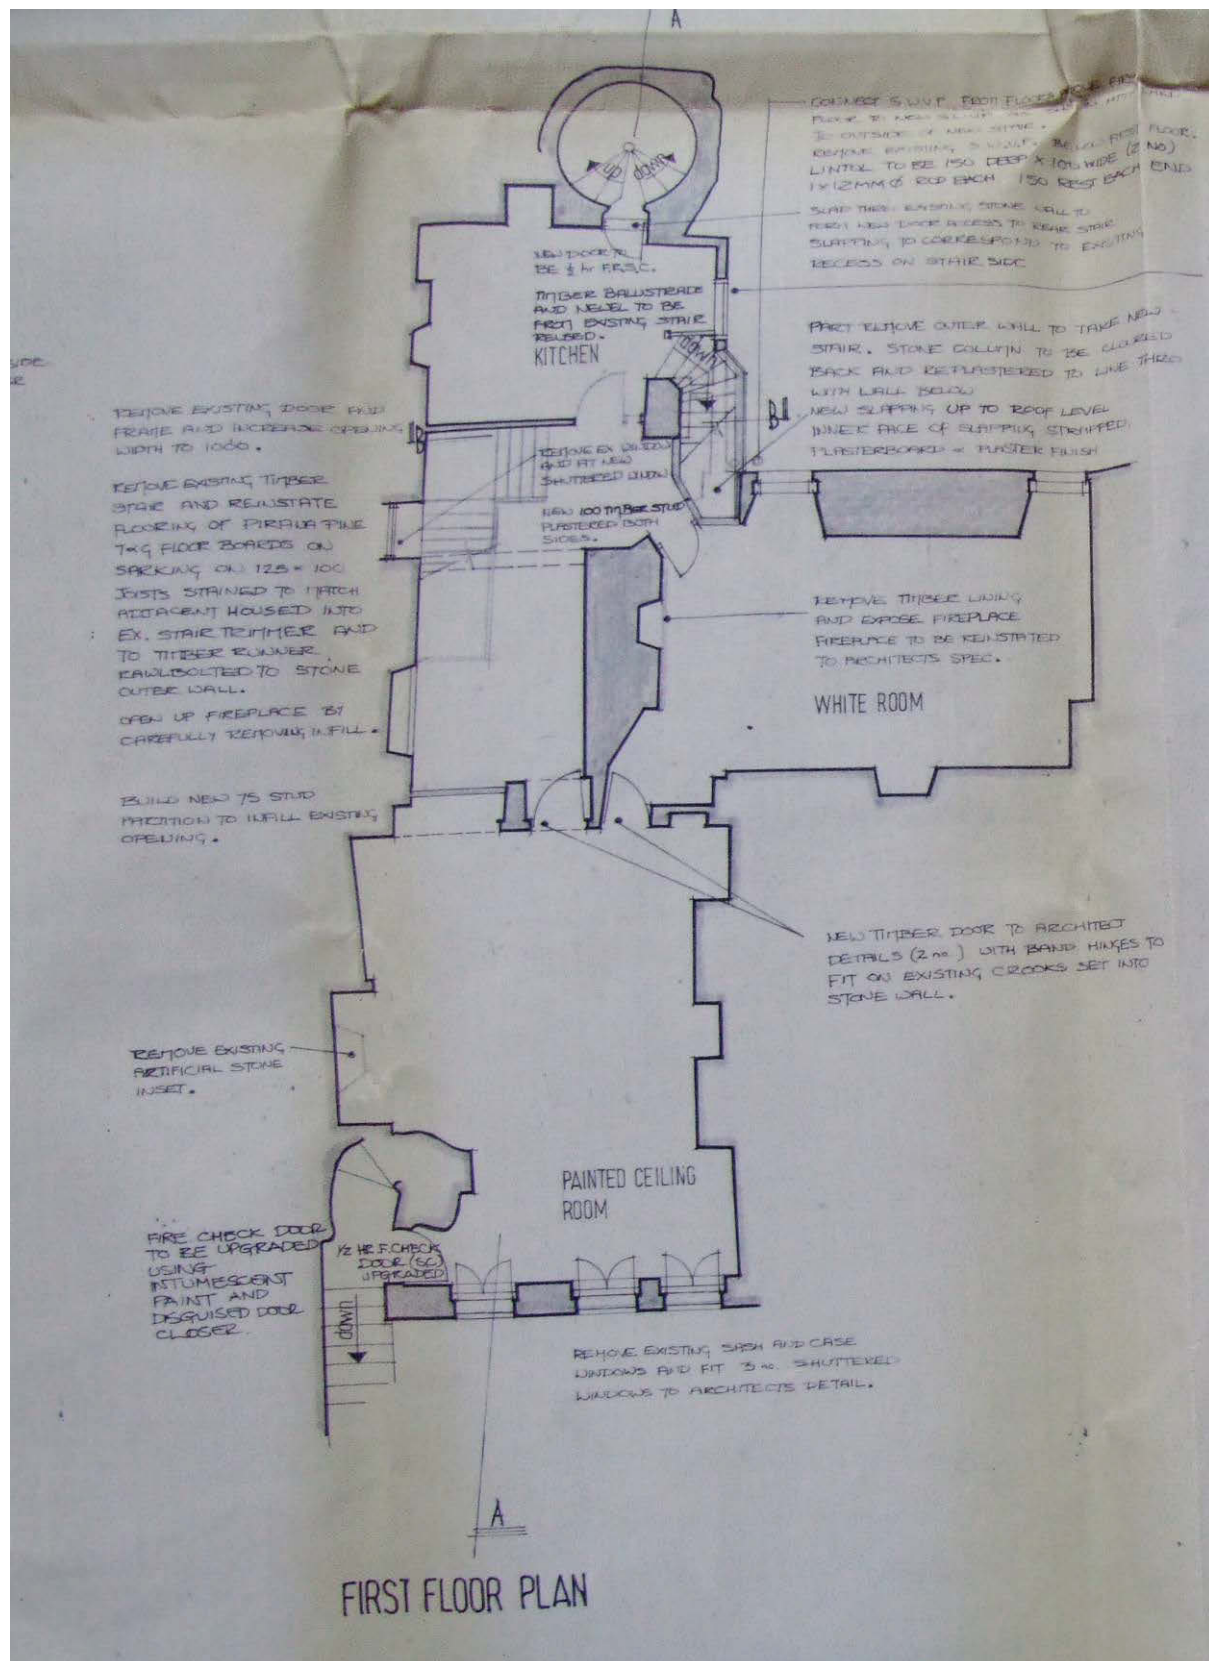 A
CONNECT S.W.V.P. FROM FLOORS ABOVE FIRST
FLOOR TO NEW
TO OUTSIDE OF NEW STAIR.
REMOVE EXISTING S.W.V.P. BELOW FIRST FLOOR.
LINTOL TO BE 150 DEEP X 100 WIDE (2 NO)
1 X 12MM Ø ROD EACH 150 REST EACH END
SLAP THRO EXISTING STONE WALL TO
FORM NEW DOOR ACCESS TO REAR STAIR
SLAPPING TO CORRESPOND TO EXISTING
RECESS ON STAIR SIDE
up down
NEW DOOR TO
BE ½ hr F.R.S.C.
TIMBER BALUSTRADE
AND NEWEL TO BE
FROM EXISTING STAIR
REUSED.
KITCHEN
down
PART REMOVE OUTER WALL TO TAKE NEW
STAIR. STONE COLUMN TO BE
BACK AND REPLASTERED TO LINE THRO
WITH WALL BELOW
NEW SLAPPING UP TO ROOF LEVEL
INNER FACE OF SLAPPING STRAPPED,
PLASTERBOARD & PLASTER FINISH
B
B
REMOVE EXISTING DOOR AND
FRAME AND INCREASE OPENING
WIDTH TO 1000.
REMOVE EXISTING TIMBER
STAIR AND REINSTATE
FLOORING OF PIRANA PINE
T&G FLOOR BOARDS ON
SARKING ON 125 x 100
JOISTS STAINED TO MATCH
ADJACENT HOUSED INTO
EX. STAIR TRIMMER AND
TO TIMBER RUNNER
RAWLBOLTED TO STONE
OUTER WALL.
OPEN UP FIREPLACE BY
CAREFULLY REMOVING INFILL.
REMOVE EX WINDOW
AND FIT NEW
SHUTTERED WINDOW
NEW 100 TIMBER STUD
PLASTERED BOTH
SIDES.
REMOVE TIMBER LINING
AND EXPOSE FIREPLACE
FIREPLACE TO BE REINSTATED
TO ARCHITECTS SPEC.
WHITE ROOM
BUILD NEW 75 STUD
PARTITION TO INFILL EXISTING
OPENING.
NEW TIMBER DOOR TO ARCHITECT
DETAILS (2 no.) WITH BAND HINGES TO
FIT ON EXISTING CROOKS SET INTO
STONE WALL.
REMOVE EXISTING
ARTIFICIAL STONE
INSET.
PAINTED CEILING
ROOM
FIRE CHECK DOOR
TO BE UPGRADED
USING
INTUMESCENT
PAINT AND
DISGUISED DOOR
CLOSER.
1/2 HR. F. CHECK
DOOR (SC)
UPGRADED
down
REMOVE EXISTING SASH AND CASE
WINDOWS AND FIT 3 no. SHUTTERED
WINDOWS TO ARCHITECTS DETAIL.
A
FIRST FLOOR PLAN